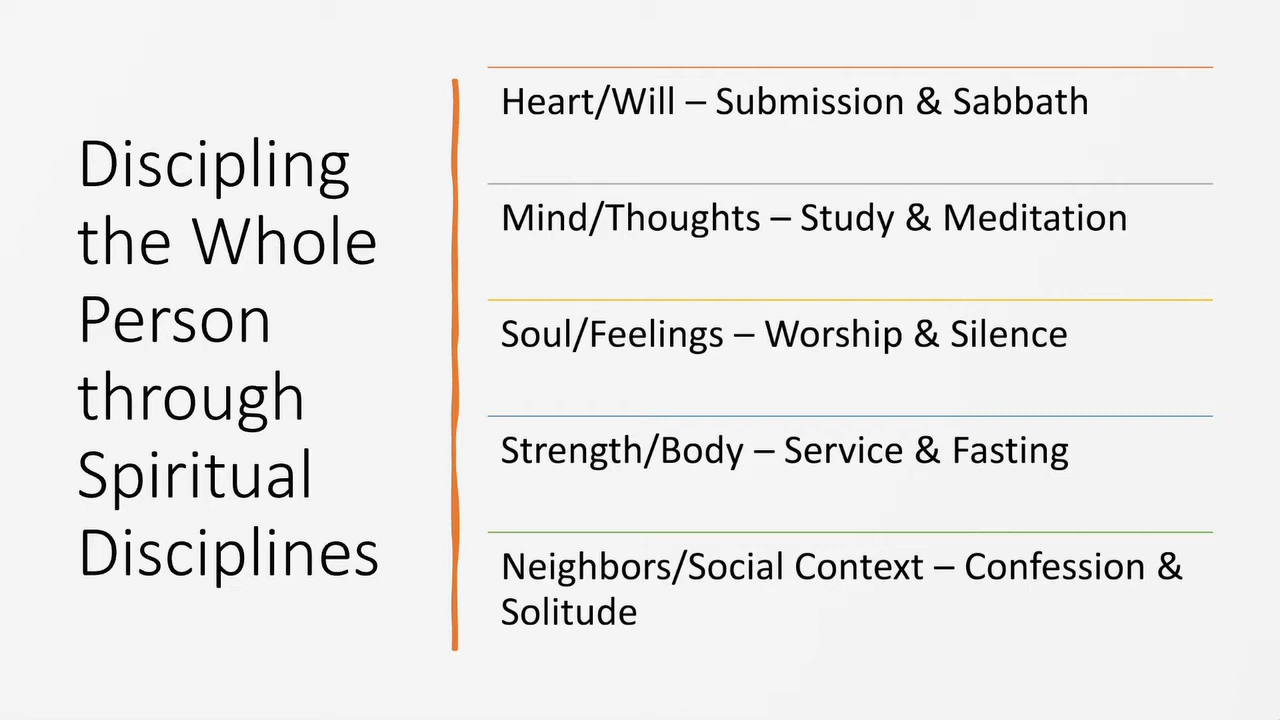 Discipling
the Whole
Person
through
Spiritual
Disciplines
Heart/Will – Submission & Sabbath
Mind/Thoughts – Study & Meditation
Soul/Feelings – Worship & Silence
Strength/Body – Service & Fasting
Neighbors/Social Context – Confession &
Solitude